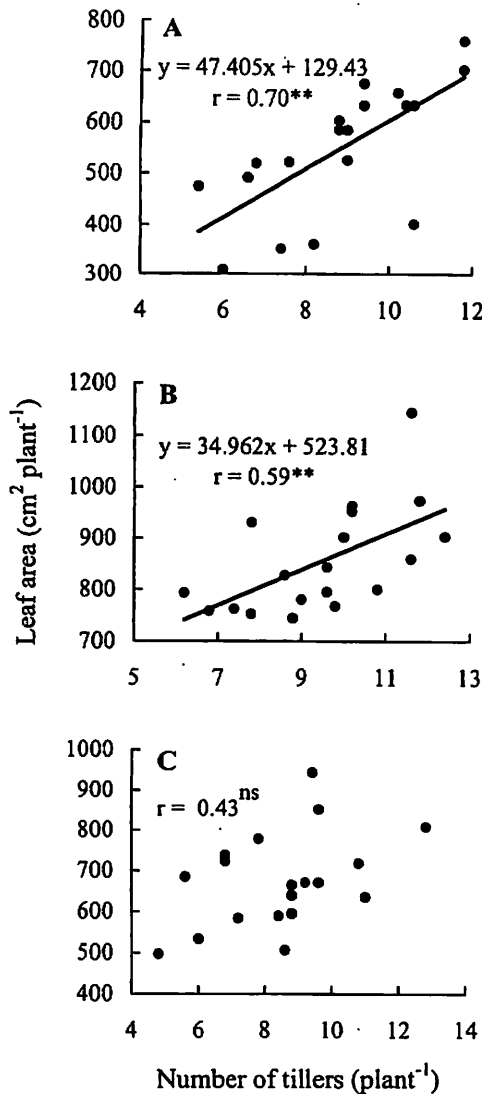 800
A
700
y = 47.405x + 129.43
r = 0.70**
600
500
400
300
4 6 8 10 12
1200
B
1100
y = 34.962x + 523.81
r = 0.59**
1000
900
800
700
5 7 9 11 13
Leaf area (cm² plant⁻¹)
1000
C
900
r = 0.43ⁿˢ
800
700
600
500
400
4 6 8 10 12 14
Number of tillers (plant⁻¹)